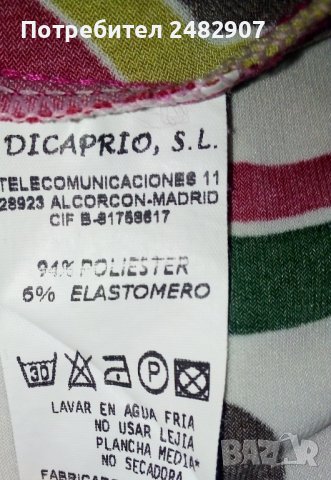 Потребител 2482907
DICAPRIO, S.L.
TELECOMUNICACIONES 11
28923 ALCORCON-MADRID
CIF B-81758617
94% POLIESTER
6% ELASTOMERO
30 A P
LAVAR EN AGUA FRIA
NO USAR LEJIA
PLANCHA MEDIA*
NO SECADORA
BAZAR